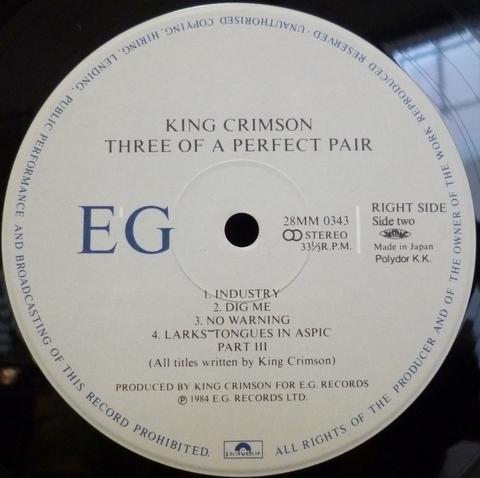 KING CRIMSON
THREE OF A PERFECT PAIR
EG
28MM 0343
STEREO
33⅓R.P.M.
RIGHT SIDE
Side two
Made in Japan
Polydor K.K.
1. INDUSTRY
2. DIG ME
3. NO WARNING
4. LARKS' TONGUES IN ASPIC
PART III
(All titles written by King Crimson)
PRODUCED BY KING CRIMSON FOR E.G. RECORDS
Ⓟ 1984 E.G. RECORDS LTD.
polydor
ALL RIGHTS OF THE PRODUCER AND OF THE OWNER OF THE WORK REPRODUCED RESERVED · UNAUTHORISED COPYING, HIRING, LENDING, PUBLIC PERFORMANCE AND BROADCASTING OF THIS RECORD PROHIBITED.